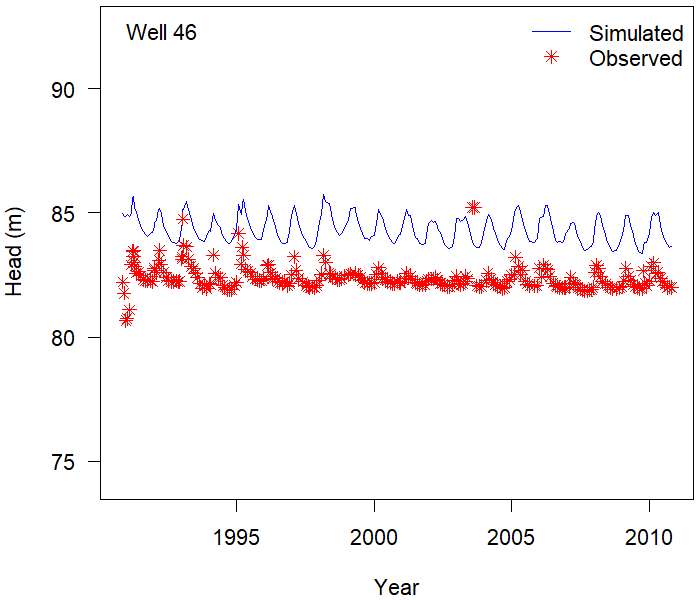 Well 46
Simulated
Observed
90
85
80
75
Head (m)
1995 2000 2005 2010
Year